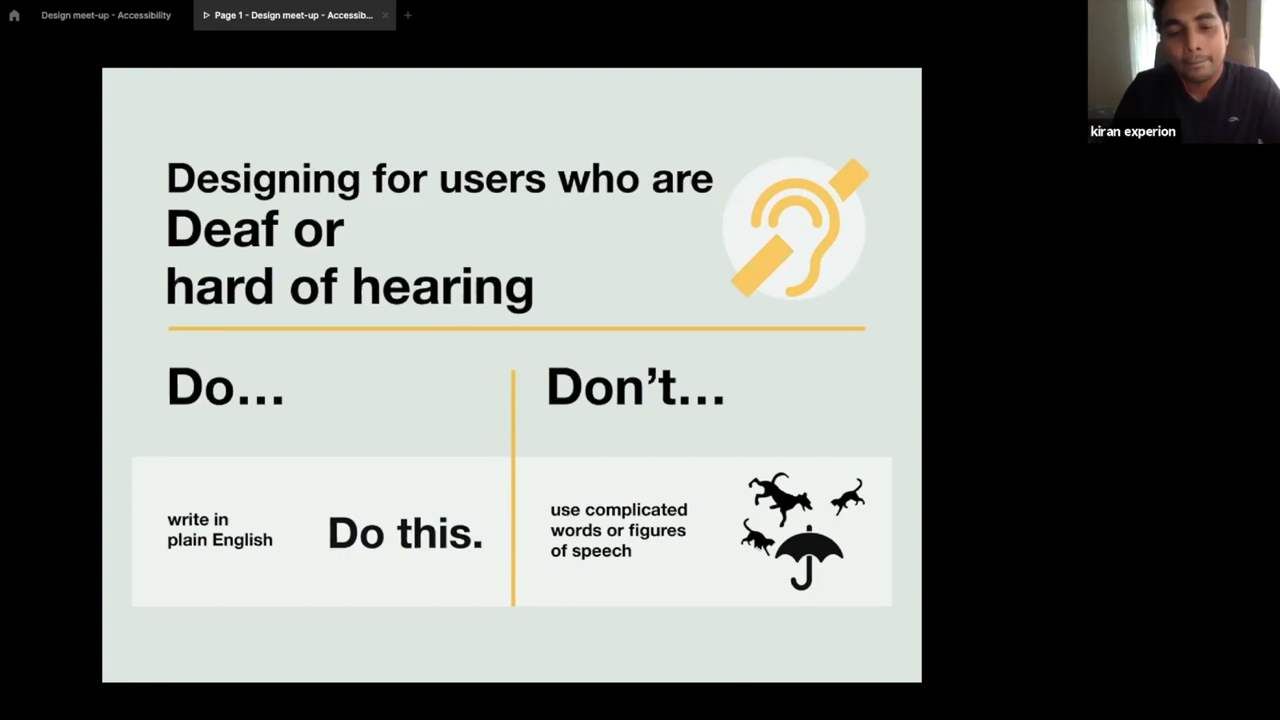 Design meet-up - Accessibility
Page 1 - Design meet-up - Accessib...
kiran experion
Designing for users who are
Deaf or
hard of hearing
Do...
Don't...
write in
plain English
Do this.
use complicated
words or figures
of speech